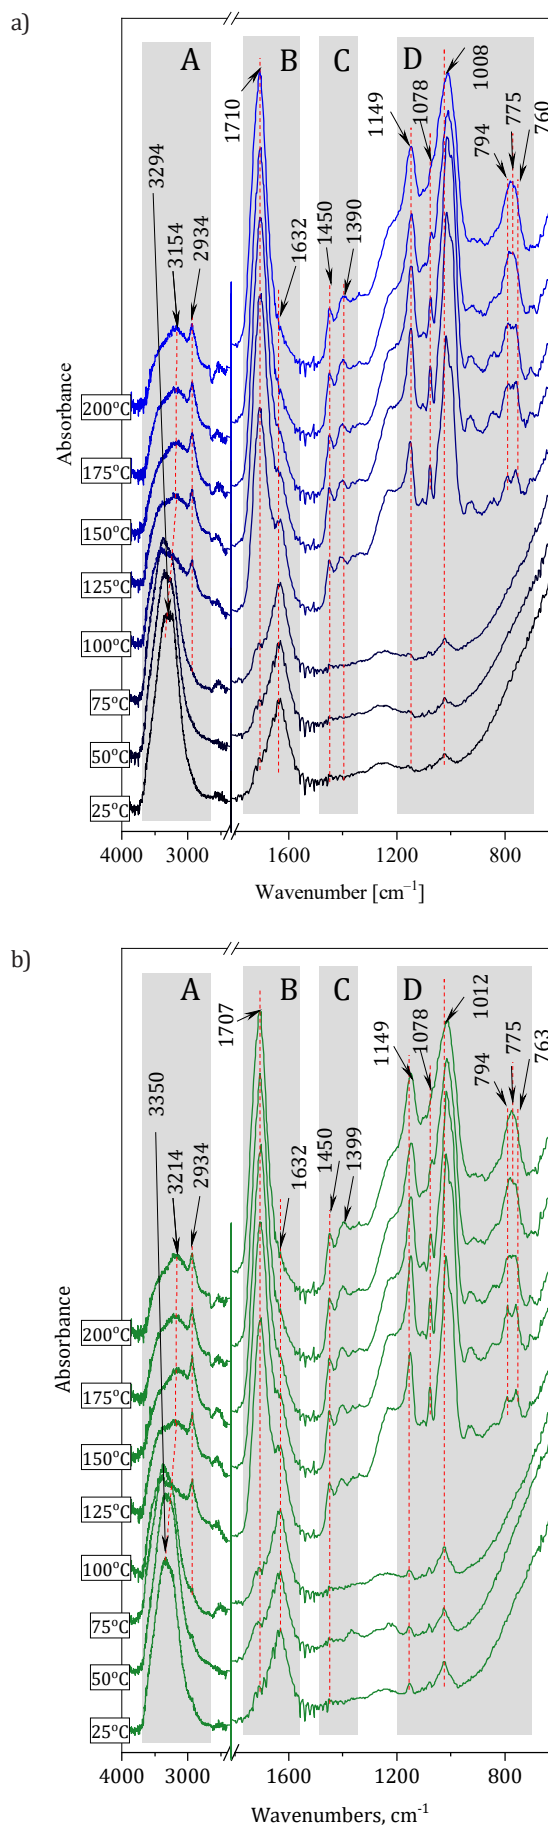 a)
A B C D
1710
1008
1078
1149
794
775
760
3294
3154
2934
1632
1450
1390
Absorbance
200°C
175°C
150°C
125°C
100°C
75°C
50°C
25°C
4000 3000 1600 1200 800
Wavenumber [cm⁻¹]
b)
A B C D
1707
1012
1078
1149
794
775
763
3350
3214
2934
1632
1450
1399
Absorbance
200°C
175°C
150°C
125°C
100°C
75°C
50°C
25°C
4000 3000 1600 1200 800
Wavenumbers, cm⁻¹